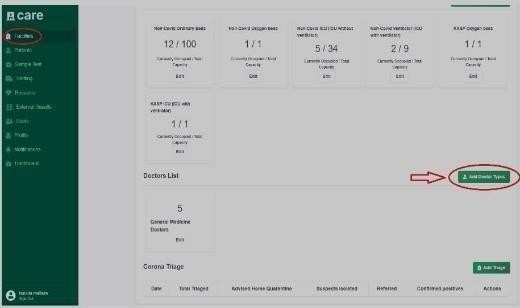 care
Facilities
Patients
Sample Test
Shifting
Resource
External Results
Users
Profile
Notifications
Dashboard
Sign Out
Non-Covid Ordinary Beds
12 / 100
Currently Occupied / Total
Capacity
Edit
Non-Covid Oxygen beds
1 / 1
Currently Occupied / Total
Capacity
Edit
Non-Covid ICU (ICU without
ventilator)
5 / 34
Currently Occupied / Total
Capacity
Edit
Non-Covid Ventilator (ICU
with ventilator)
2 / 9
Currently Occupied / Total
Capacity
Edit
KASP Oxygen beds
1 / 1
Currently Occupied / Total
Capacity
Edit
KASP ICU (ICU with
ventilator)
1 / 1
Currently Occupied / Total
Capacity
Edit
Doctors List
Add Doctor Types
5
General Medicine
Doctors
Edit
Corona Triage
Add Triage
Date Total Triaged Advised Home Quarantine Suspects Isolated Referred Confirmed positives Actions